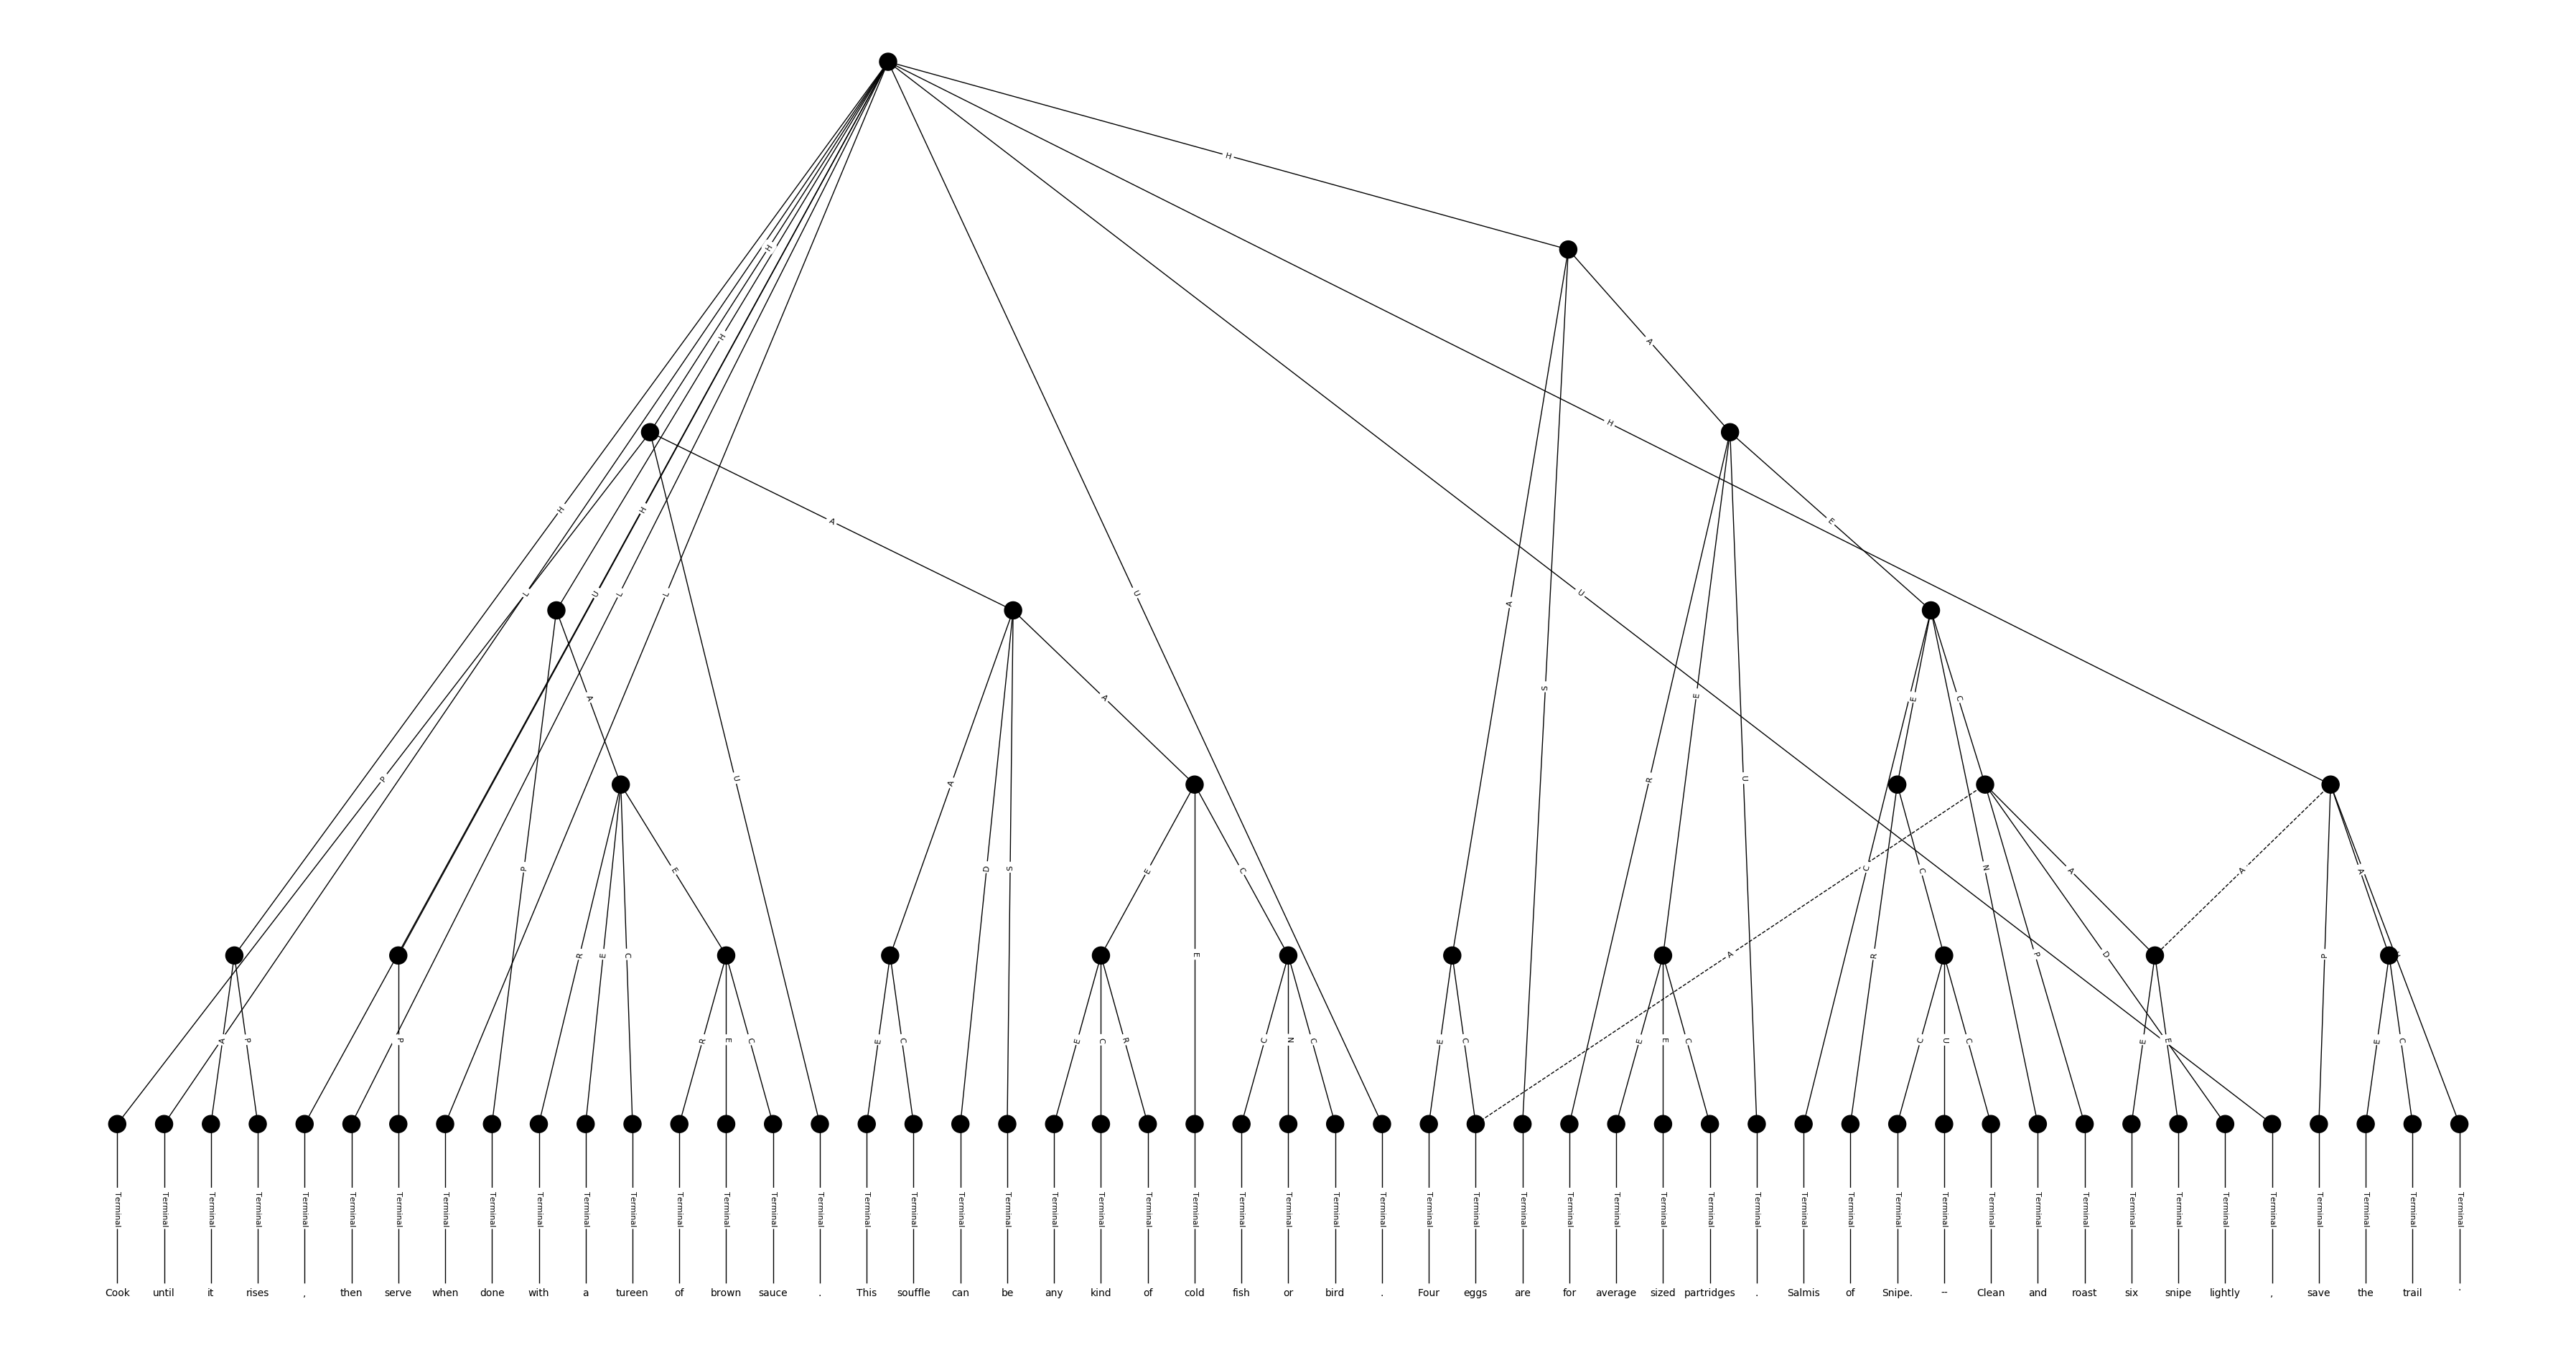 H
H
H
A
H
H
A
E
H
L
U
L
L
U
U
A
S
A
A
E
E
C
P
U
A
R
U
P
D
S
E
E
C
C
R
C
N
A
A
A
R
E
C
E
A
P
D
P
A
A
P
P
R
E
C
E
C
E
C
R
C
N
C
E
C
E
E
C
C
U
C
E
E
E
C
Terminal Terminal Terminal Terminal Terminal Terminal Terminal Terminal Terminal Terminal Terminal Terminal Terminal Terminal Terminal Terminal Terminal Terminal Terminal Terminal Terminal Terminal Terminal Terminal Terminal Terminal Terminal Terminal Terminal Terminal Terminal Terminal Terminal Terminal Terminal Terminal Terminal Terminal Terminal Terminal Terminal Terminal Terminal Terminal Terminal Terminal Terminal Terminal Terminal Terminal Terminal
Cook until it rises , then serve when done with a tureen of brown sauce . This souffle can be any kind of cold fish or bird . Four eggs are for average sized partridges . Salmis of Snipe. -- Clean and roast six snipe lightly , save the trail